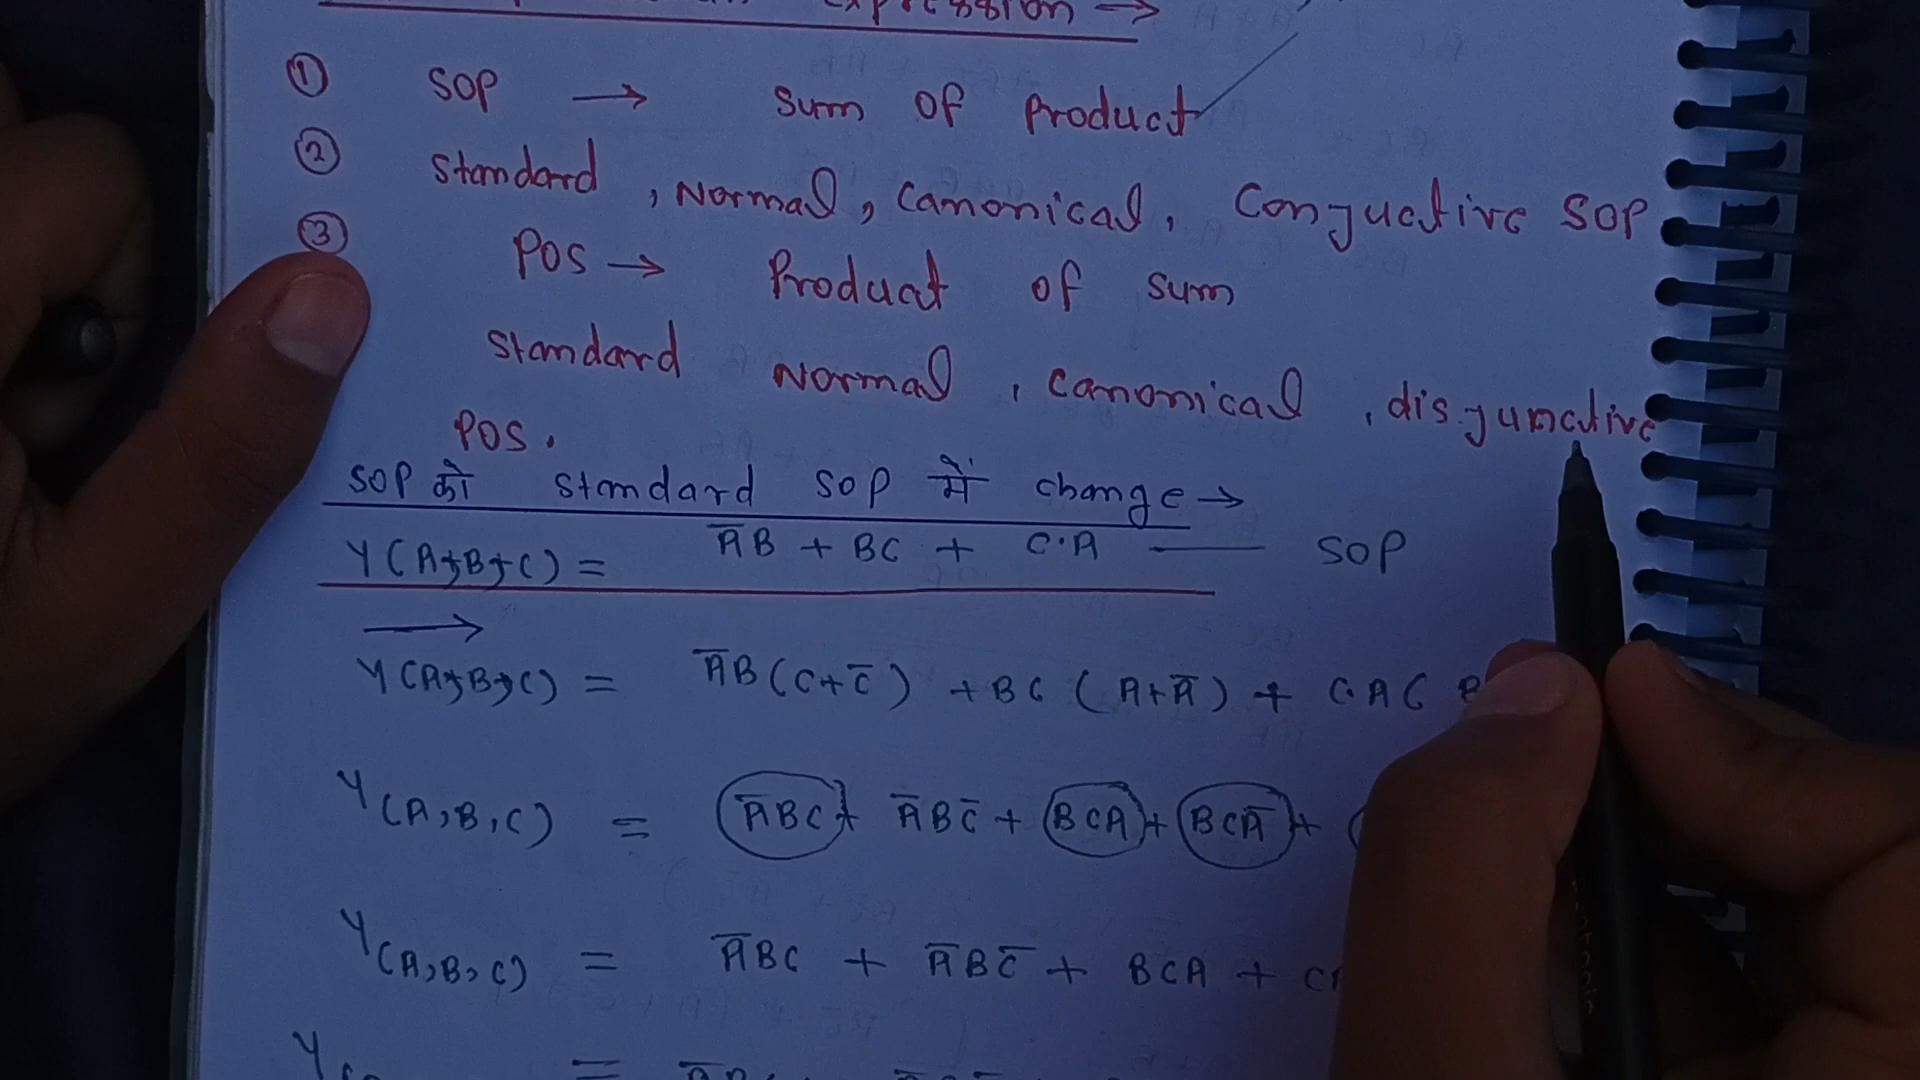 expression →
① SOP → Sum of Product
② Standard, Normal, Canonical, Conjuctive SOP
③ POS → Product of sum
Standard Normal, Canonical, disjunctive
POS.
SOP को standard SOP में change →
Y(A,B,C) = A̅B + BC + C·A — SOP
→
Y(A,B,C) = A̅B(C+C̅) + BC(A+A̅) + C·A( B
Y(A,B,C) = A̅BC + A̅BC̅ + BCA + BCA̅ +
Y(A,B,C) = A̅BC + A̅BC̅ + BCA +
Y =